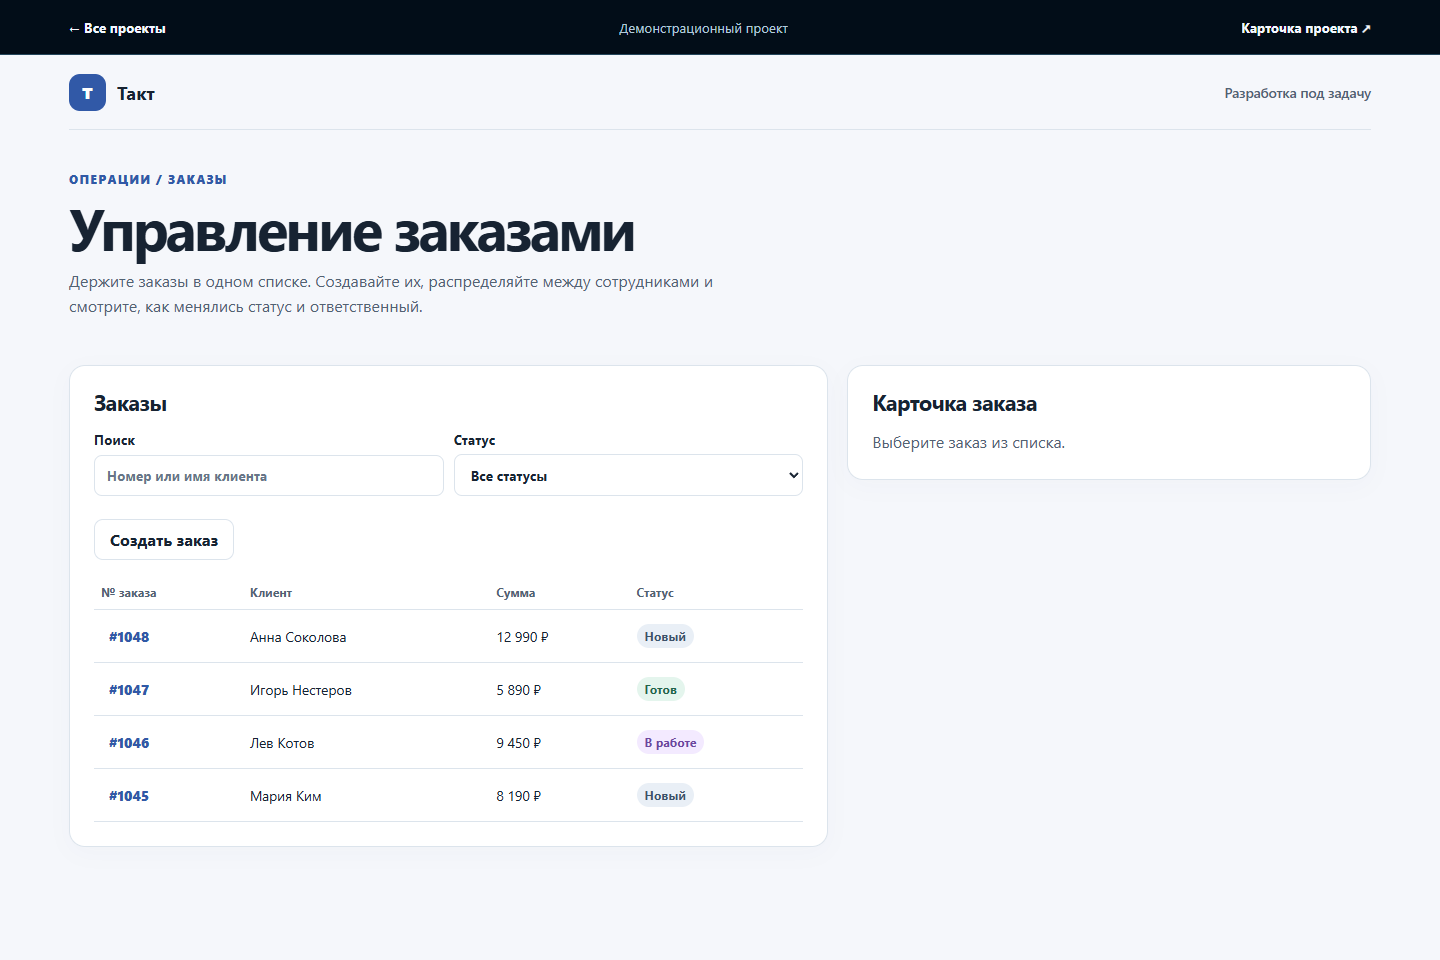 ← Все проекты
Демонстрационный проект
Карточка проекта ↗
Т Такт
Разработка под задачу
ОПЕРАЦИИ / ЗАКАЗЫ
Управление заказами
Держите заказы в одном списке. Создавайте их, распределяйте между сотрудниками и
смотрите, как менялись статус и ответственный.
Заказы
Поиск
Статус
Номер или имя клиента
Все статусы
Создать заказ
№ заказа Клиент Сумма Статус
#1048 Анна Соколова 12 990 ₽ Новый
#1047 Игорь Нестеров 5 890 ₽ Готов
#1046 Лев Котов 9 450 ₽ В работе
#1045 Мария Ким 8 190 ₽ Новый
Карточка заказа
Выберите заказ из списка.